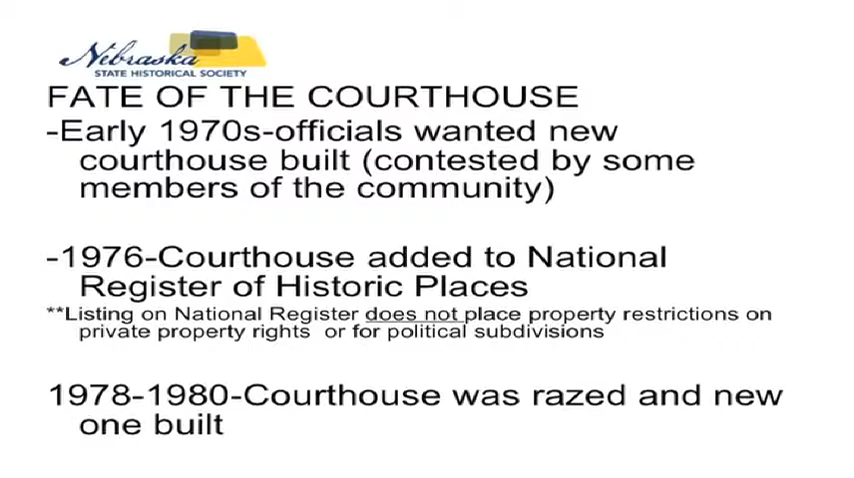 Nebraska
STATE HISTORICAL SOCIETY
FATE OF THE COURTHOUSE
-Early 1970s-officials wanted new
courthouse built (contested by some
members of the community)
-1976-Courthouse added to National
Register of Historic Places
**Listing on National Register does not place property restrictions on
private property rights or for political subdivisions
1978-1980-Courthouse was razed and new
one built